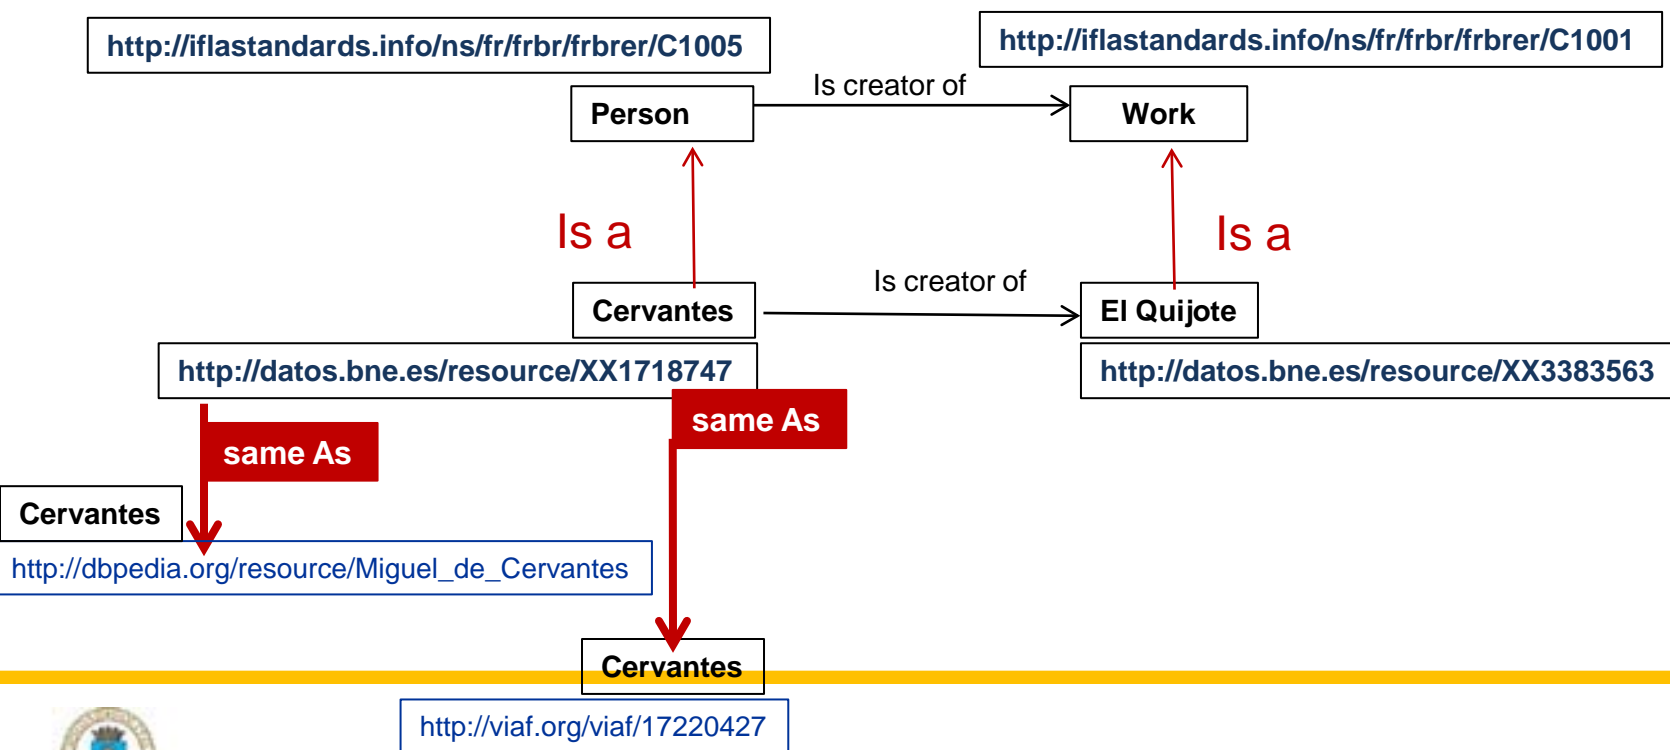 http://iflastandards.info/ns/fr/frbr/frbrer/C1005
http://iflastandards.info/ns/fr/frbr/frbrer/C1001
Is creator of
Person
Work
Is a
Is a
Is creator of
Cervantes
El Quijote
http://datos.bne.es/resource/XX1718747
http://datos.bne.es/resource/XX3383563
same As
same As
Cervantes
http://dbpedia.org/resource/Miguel_de_Cervantes
Cervantes
http://viaf.org/viaf/17220427